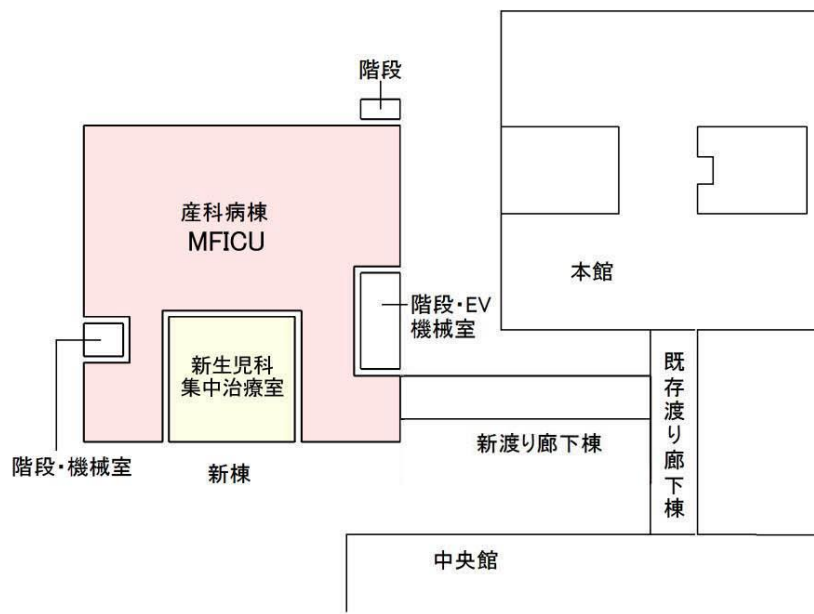 階段
産科病棟
MFICU
本館
階段・EV
機械室
新生児科
集中治療室
既存渡り廊下棟
新渡り廊下棟
階段・機械室
新棟
中央館